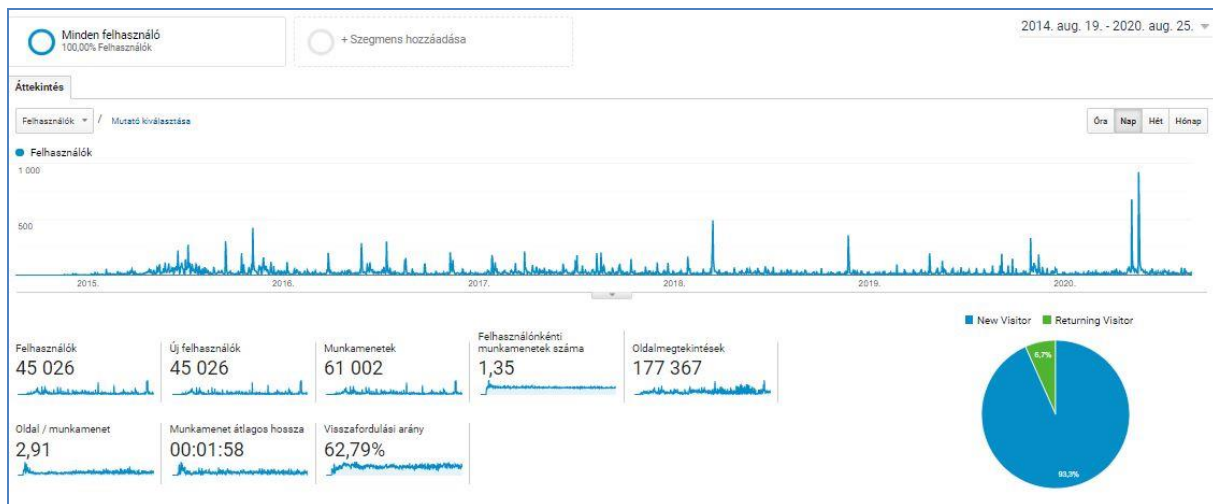 Minden felhasználó
100,00% Felhasználók
+ Szegmens hozzáadása
2014. aug. 19. - 2020. aug. 25.
Áttekintés
Felhasználók / Mutató kiválasztása
Óra Nap Hét Hónap
Felhasználók
1 000
500
2015. 2016. 2017. 2018. 2019. 2020.
New Visitor Returning Visitor
Felhasználók
45 026
Új felhasználók
45 026
Munkamenetek
61 002
Felhasználónkénti
munkamenetek száma
1,35
Oldalmegtekintések
177 367
Oldal / munkamenet
2,91
Munkamenet átlagos hossza
00:01:58
Visszafordulási arány
62,79%
6,7%
93,3%